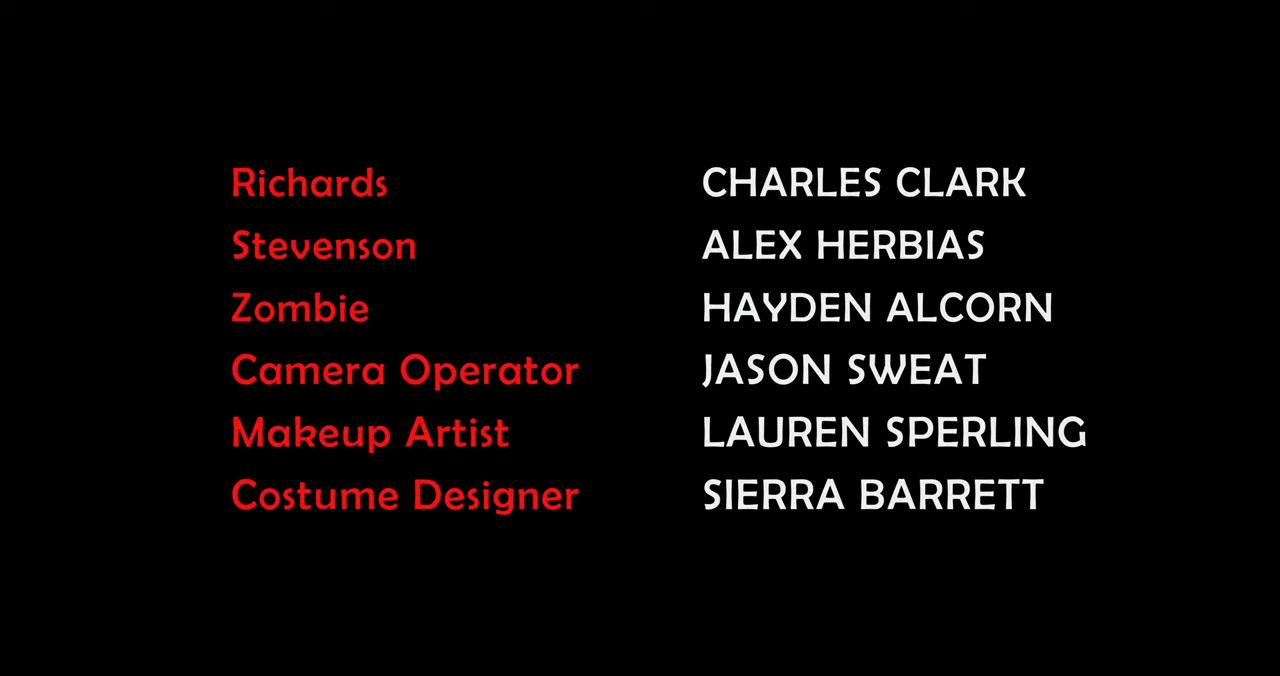 Richards CHARLES CLARK
Stevenson ALEX HERBIAS
Zombie HAYDEN ALCORN
Camera Operator JASON SWEAT
Makeup Artist LAUREN SPERLING
Costume Designer SIERRA BARRETT